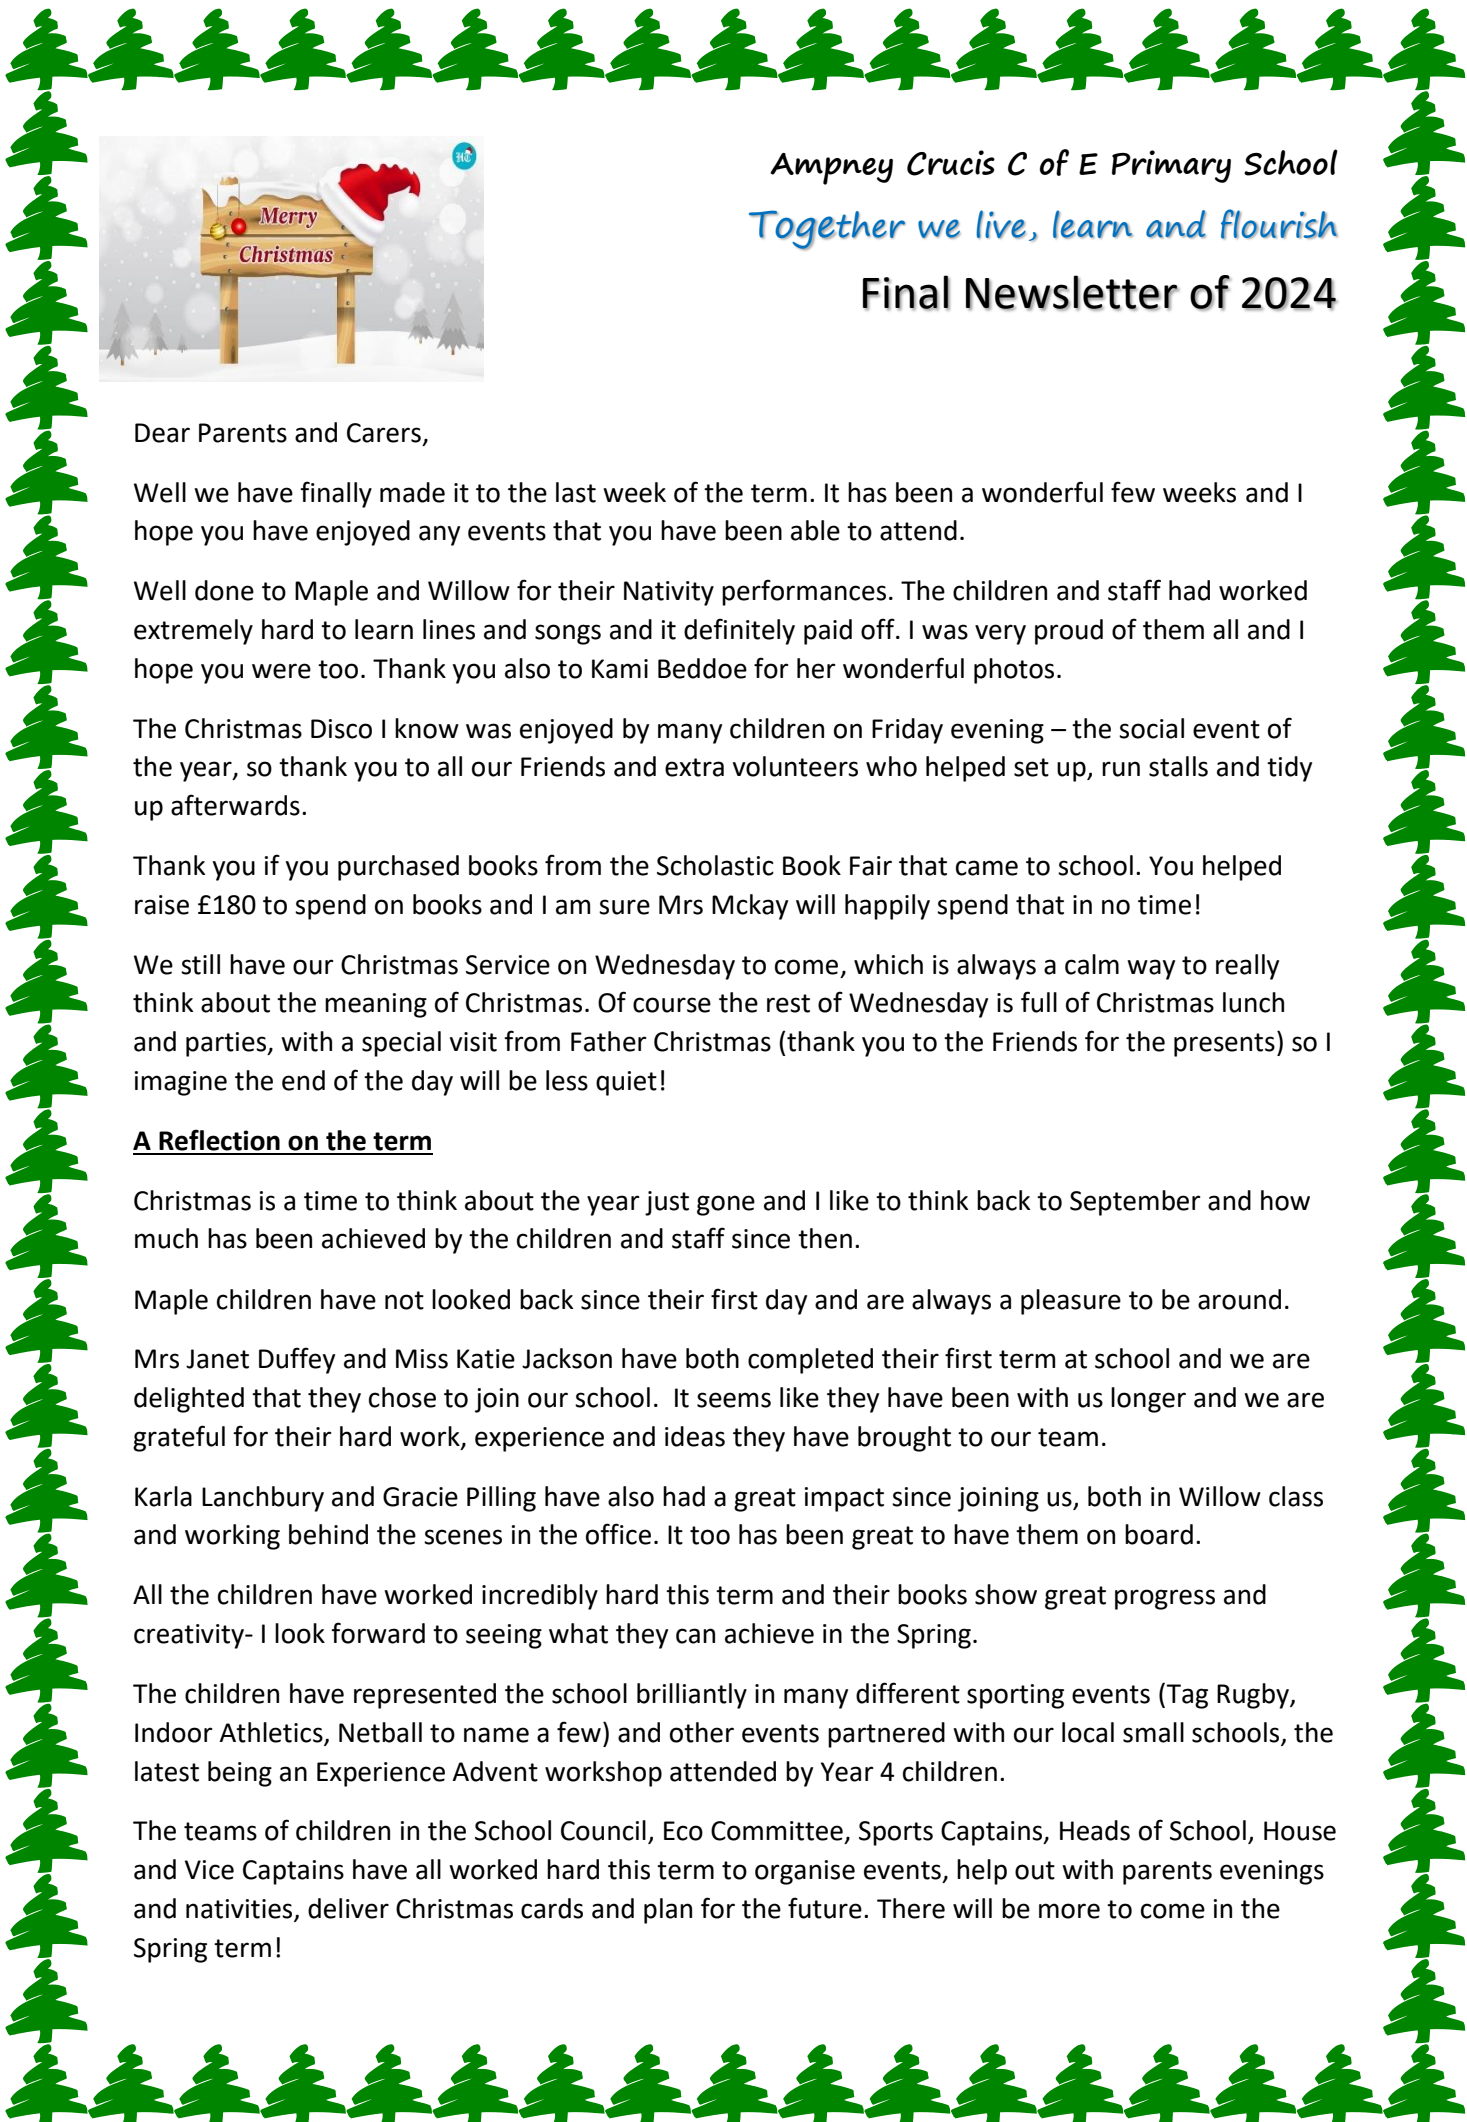 Merry
Christmas
HT
Ampney Crucis C of E Primary School
Together we live, learn and flourish
Final Newsletter of 2024
Dear Parents and Carers,
Well we have finally made it to the last week of the term. It has been a wonderful few weeks and I
hope you have enjoyed any events that you have been able to attend.
Well done to Maple and Willow for their Nativity performances. The children and staff had worked
extremely hard to learn lines and songs and it definitely paid off. I was very proud of them all and I
hope you were too. Thank you also to Kami Beddoe for her wonderful photos.
The Christmas Disco I know was enjoyed by many children on Friday evening – the social event of
the year, so thank you to all our Friends and extra volunteers who helped set up, run stalls and tidy
up afterwards.
Thank you if you purchased books from the Scholastic Book Fair that came to school. You helped
raise £180 to spend on books and I am sure Mrs Mckay will happily spend that in no time!
We still have our Christmas Service on Wednesday to come, which is always a calm way to really
think about the meaning of Christmas. Of course the rest of Wednesday is full of Christmas lunch
and parties, with a special visit from Father Christmas (thank you to the Friends for the presents) so I
imagine the end of the day will be less quiet!
A Reflection on the term
Christmas is a time to think about the year just gone and I like to think back to September and how
much has been achieved by the children and staff since then.
Maple children have not looked back since their first day and are always a pleasure to be around.
Mrs Janet Duffey and Miss Katie Jackson have both completed their first term at school and we are
delighted that they chose to join our school.  It seems like they have been with us longer and we are
grateful for their hard work, experience and ideas they have brought to our team.
Karla Lanchbury and Gracie Pilling have also had a great impact since joining us, both in Willow class
and working behind the scenes in the office. It too has been great to have them on board.
All the children have worked incredibly hard this term and their books show great progress and
creativity- I look forward to seeing what they can achieve in the Spring.
The children have represented the school brilliantly in many different sporting events (Tag Rugby,
Indoor Athletics, Netball to name a few) and other events partnered with our local small schools, the
latest being an Experience Advent workshop attended by Year 4 children.
The teams of children in the School Council, Eco Committee, Sports Captains, Heads of School, House
and Vice Captains have all worked hard this term to organise events, help out with parents evenings
and nativities, deliver Christmas cards and plan for the future. There will be more to come in the
Spring term!